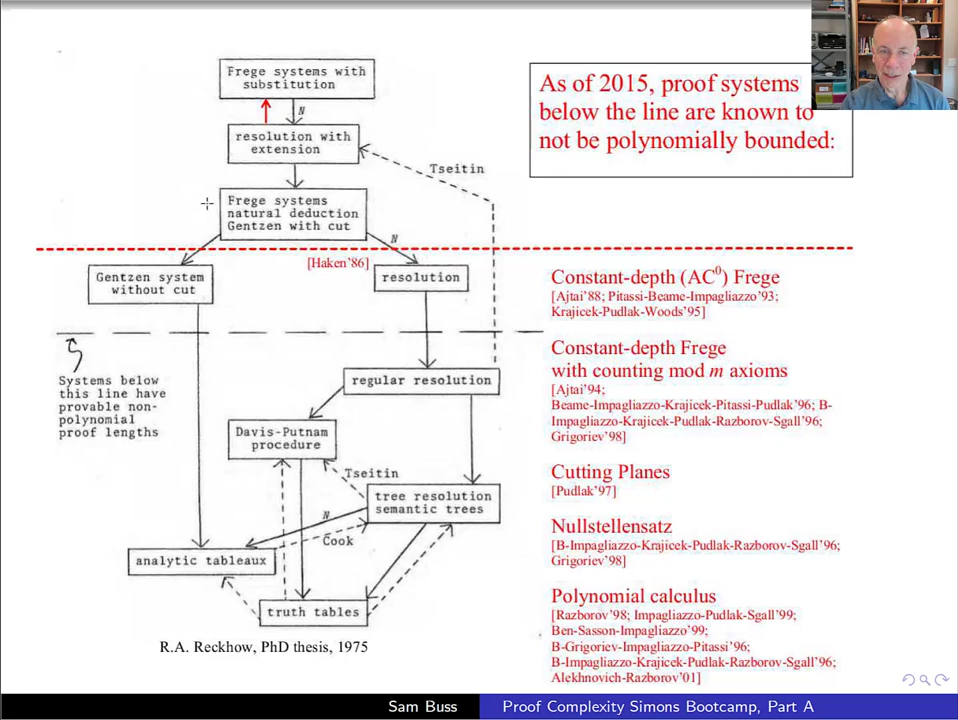 Frege systems with
substitution
N
resolution with
extension
Tseitin
Frege systems
natural deduction
Gentzen with cut
N
[Haken'86]
Gentzen system
without cut
resolution
Systems below
this line have
provable non-
polynomial
proof lengths
regular resolution
Davis-Putnam
procedure
Tseitin
tree resolution
semantic trees
N
Cook
analytic tableaux
truth tables
R.A. Reckhow, PhD thesis, 1975
As of 2015, proof systems
below the line are known to
not be polynomially bounded:
Constant-depth (AC⁰) Frege
[Ajtai'88; Pitassi-Beame-Impagliazzo'93;
Krajicek-Pudlak-Woods'95]
Constant-depth Frege
with counting mod m axioms
[Ajtai'94;
Beame-Impagliazzo-Krajicek-Pitassi-Pudlak'96; B-
Impagliazzo-Krajicek-Pudlak-Razborov-Sgall'96;
Grigoriev'98]
Cutting Planes
[Pudlak'97]
Nullstellensatz
[B-Impagliazzo-Krajicek-Pudlak-Razborov-Sgall'96;
Grigoriev'98]
Polynomial calculus
[Razborov'98; Impagliazzo-Pudlak-Sgall'99;
Ben-Sasson-Impagliazzo'99;
B-Grigoriev-Impagliazzo-Pitassi'96;
B-Impagliazzo-Krajicek-Pudlak-Razborov-Sgall'96;
Alekhnovich-Razborov'01]
Sam Buss
Proof Complexity Simons Bootcamp, Part A